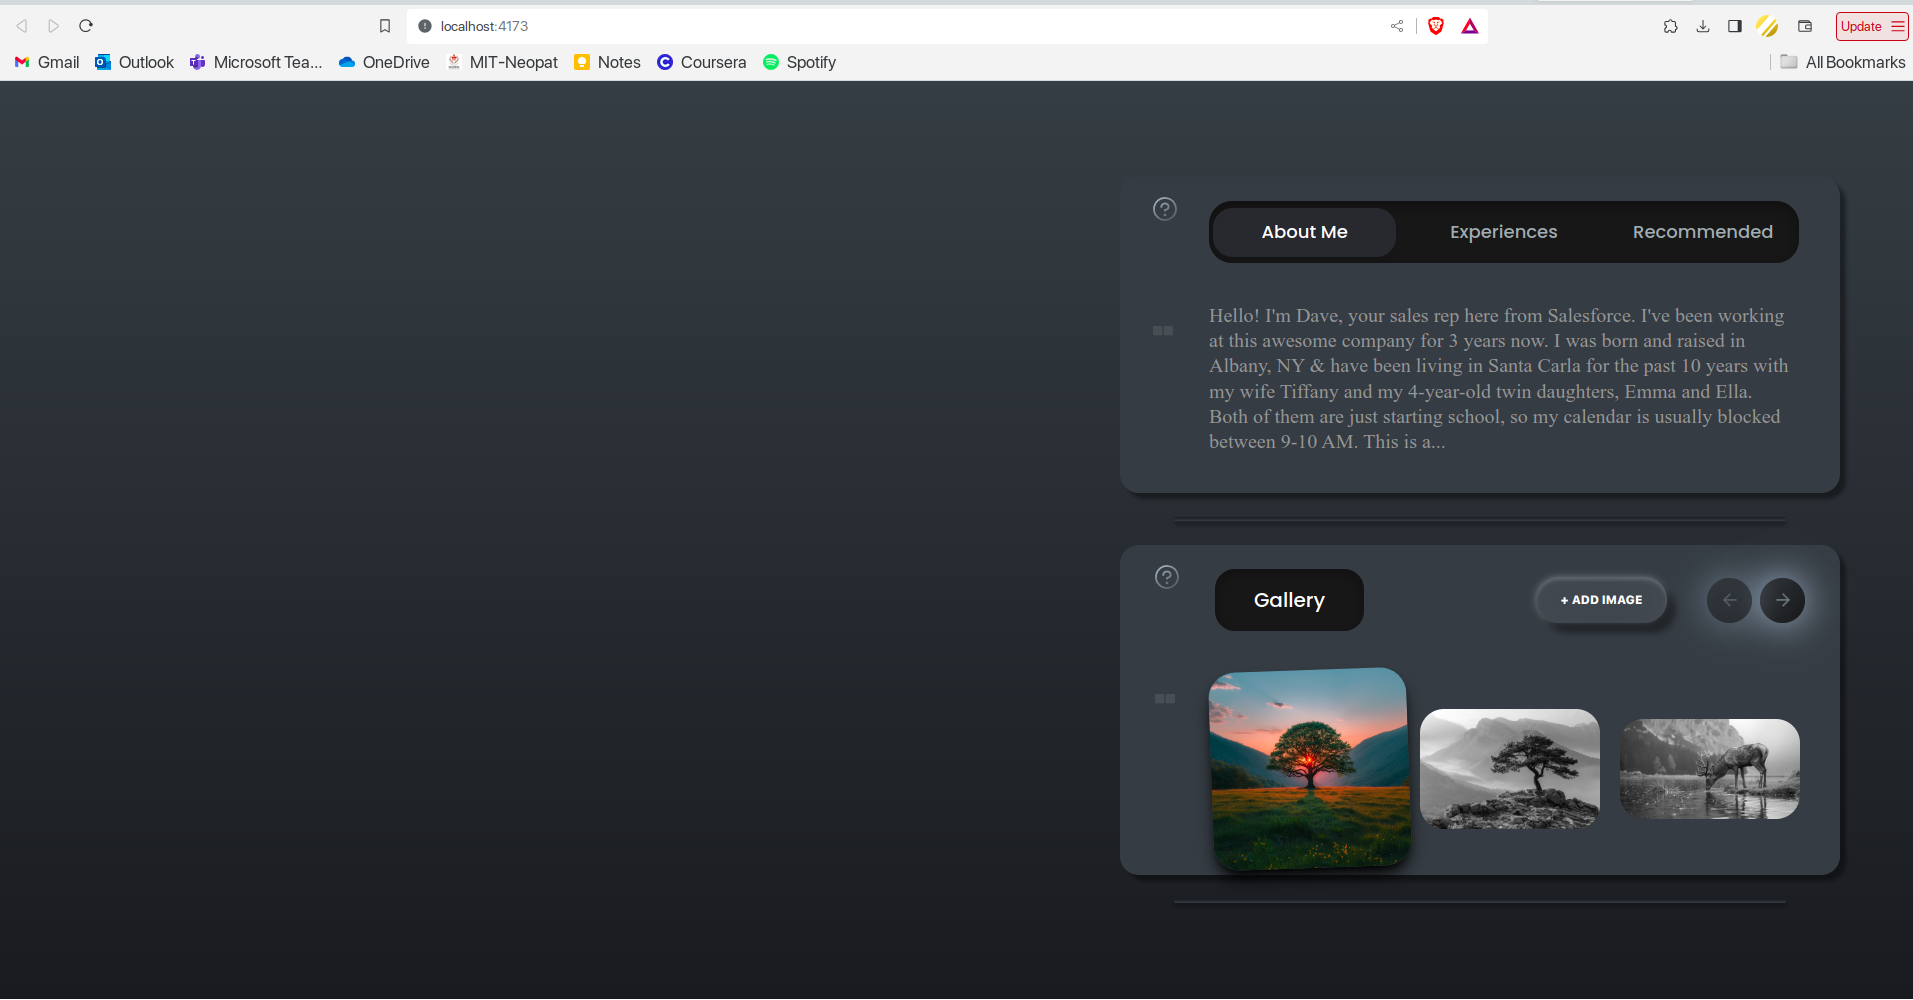 localhost:4173
Update
Gmail
Outlook
Microsoft Tea...
OneDrive
MIT-Neopat
Notes
Coursera
Spotify
All Bookmarks
About Me
Experiences
Recommended
Hello! I'm Dave, your sales rep here from Salesforce. I've been working
at this awesome company for 3 years now. I was born and raised in
Albany, NY & have been living in Santa Carla for the past 10 years with
my wife Tiffany and my 4-year-old twin daughters, Emma and Ella.
Both of them are just starting school, so my calendar is usually blocked
between 9-10 AM. This is a...
Gallery
+ ADD IMAGE